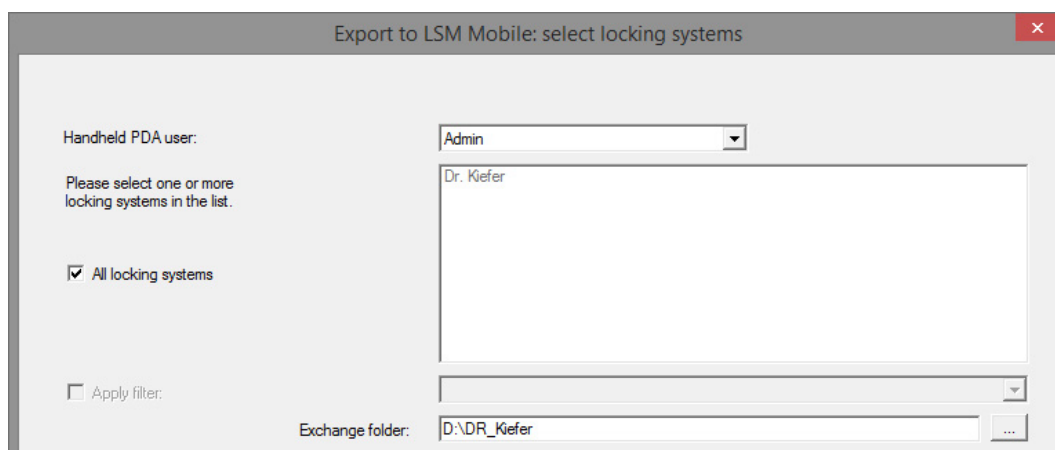 Export to LSM Mobile: select locking systems
Handheld PDA user:
Admin
Please select one or more
locking systems in the list.
Dr. Kiefer
All locking systems
Apply filter:
Exchange folder:
D:\DR_Kiefer
...